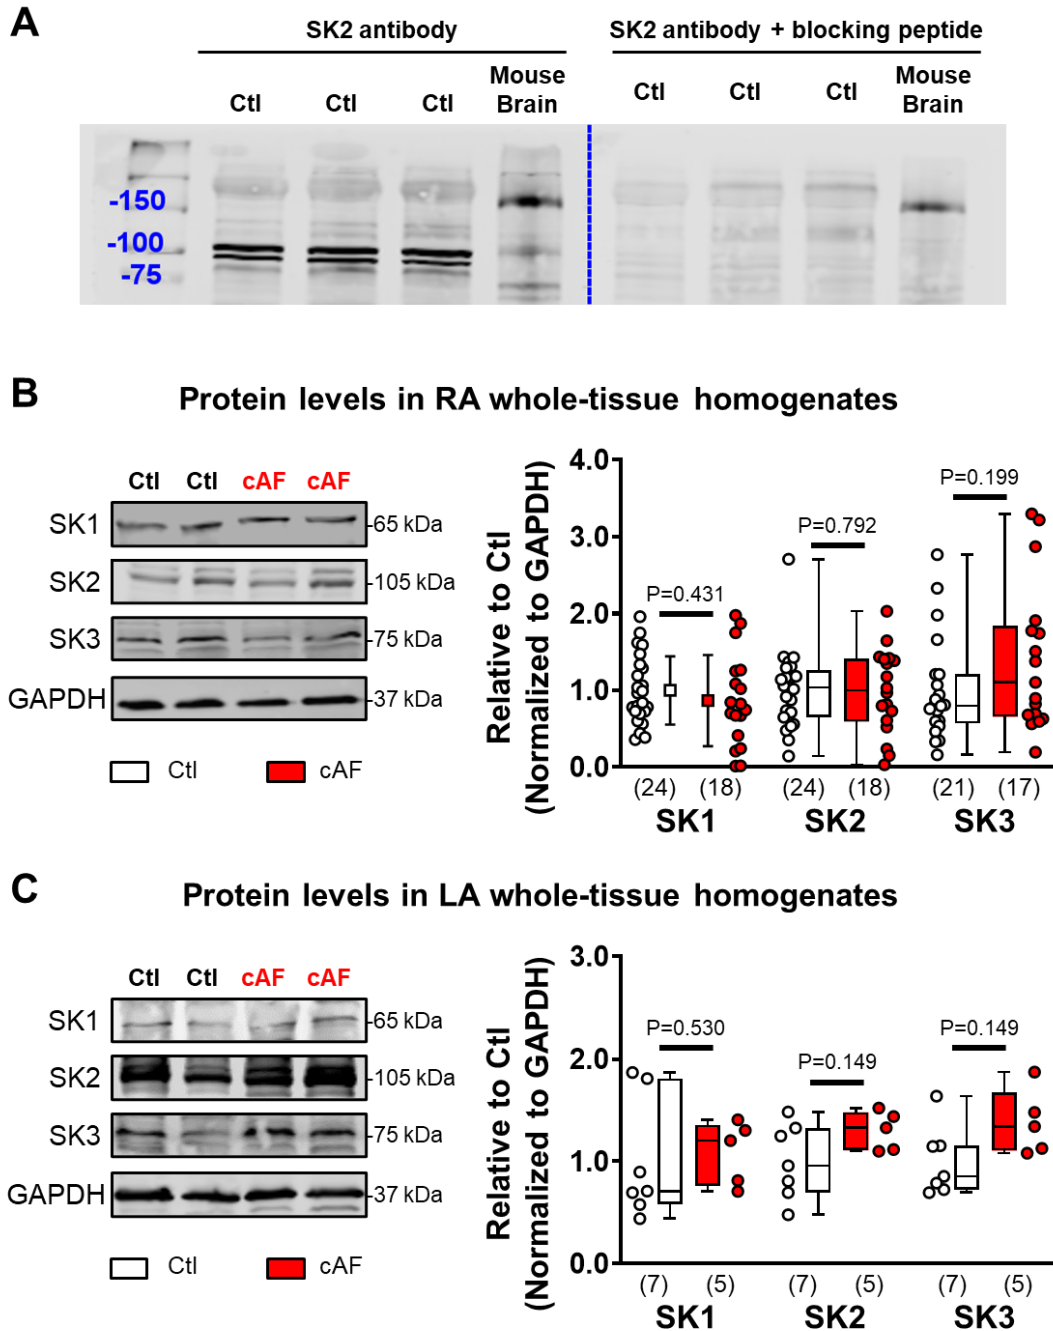 A
SK2 antibody
SK2 antibody + blocking peptide
Ctl Ctl Ctl Mouse Brain
Ctl Ctl Ctl Mouse Brain
-150
-100
-75
B
Protein levels in RA whole-tissue homogenates
Ctl Ctl cAF cAF
SK1 65 kDa
SK2 105 kDa
SK3 75 kDa
GAPDH 37 kDa
Ctl cAF
Relative to Ctl
(Normalized to GAPDH)
4.0
3.0
2.0
1.0
0.0
P=0.431
P=0.792
P=0.199
(24) (18) (24) (18) (21) (17)
SK1 SK2 SK3
C
Protein levels in LA whole-tissue homogenates
Ctl Ctl cAF cAF
SK1 65 kDa
SK2 105 kDa
SK3 75 kDa
GAPDH 37 kDa
Ctl cAF
Relative to Ctl
(Normalized to GAPDH)
3.0
2.0
1.0
0.0
P=0.530
P=0.149
P=0.149
(7) (5) (7) (5) (7) (5)
SK1 SK2 SK3